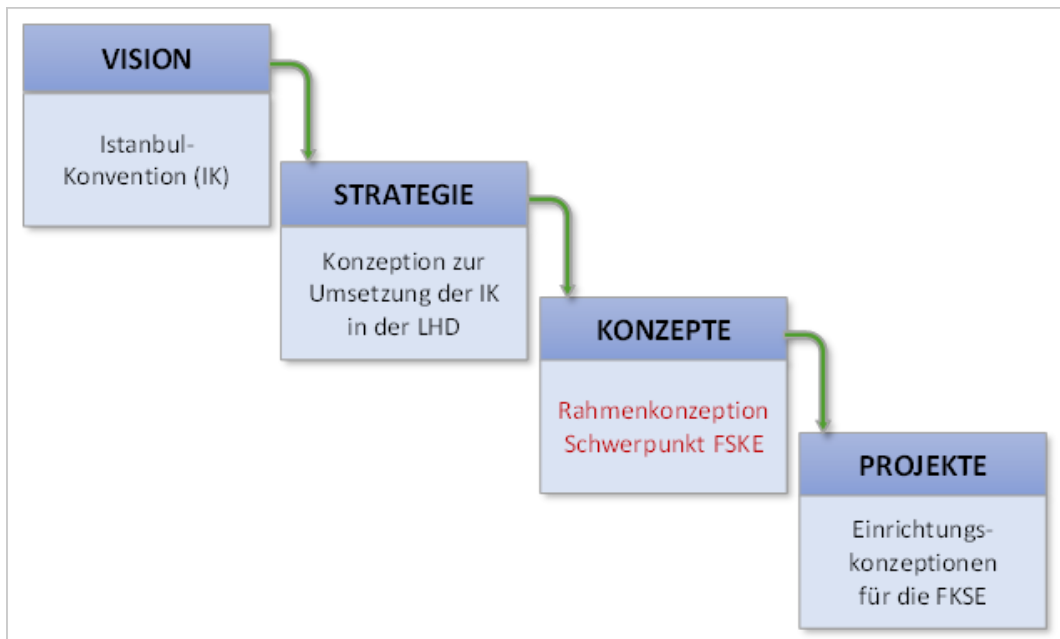 VISION
Istanbul-
Konvention (IK)
STRATEGIE
Konzeption zur
Umsetzung der IK
in der LHD
KONZEPTE
Rahmenkonzeption
Schwerpunkt FSKE
PROJEKTE
Einrichtungs-
konzeptionen
für die FKSE